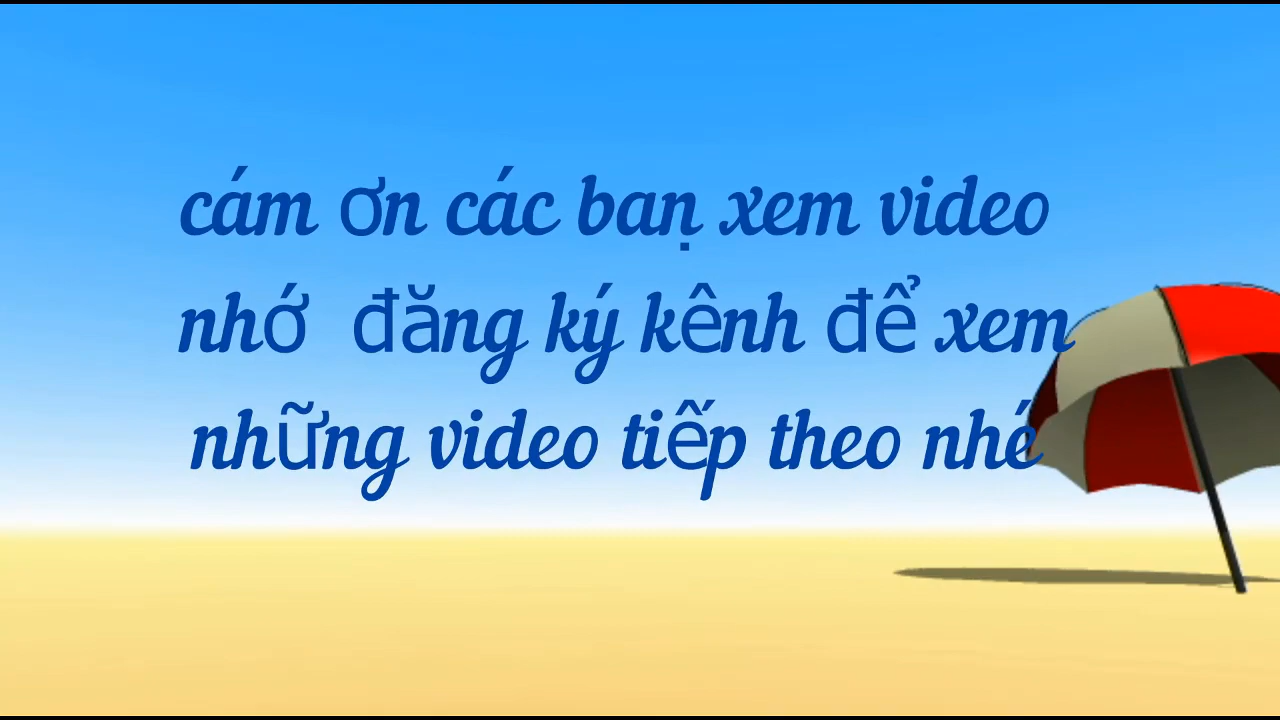 cám ơn các bạn xem video
nhớ đăng ký kênh để xem
những video tiếp theo nhé